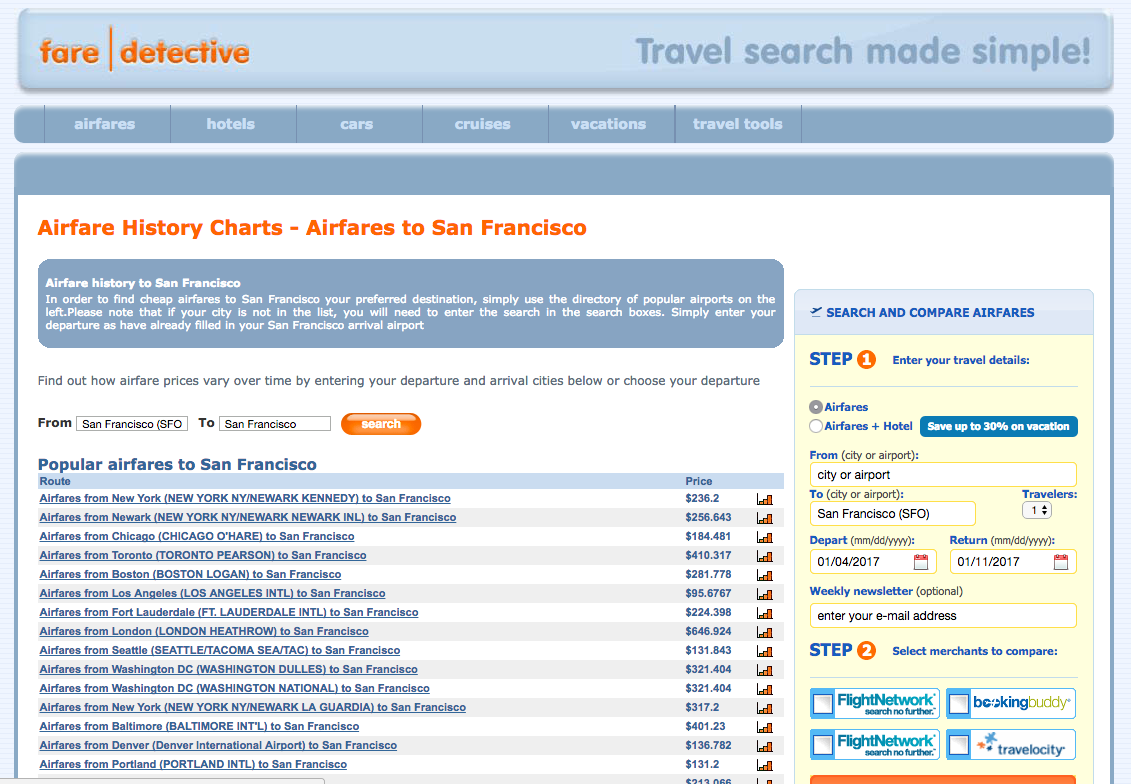 fare | detective
Travel search made simple!
airfares
hotels
cars
cruises
vacations
travel tools
Airfare History Charts - Airfares to San Francisco
Airfare history to San Francisco
In order to find cheap airfares to San Francisco your preferred destination, simply use the directory of popular airports on the
left.Please note that if your city is not in the list, you will need to enter the search in the search boxes. Simply enter your
departure as have already filled in your San Francisco arrival airport
Find out how airfare prices vary over time by entering your departure and arrival cities below or choose your departure
From San Francisco (SFO To San Francisco search
Popular airfares to San Francisco
Route Price
Airfares from New York (NEW YORK NY/NEWARK KENNEDY) to San Francisco $236.2
Airfares from Newark (NEW YORK NY/NEWARK NEWARK INL) to San Francisco $256.643
Airfares from Chicago (CHICAGO O'HARE) to San Francisco $184.481
Airfares from Toronto (TORONTO PEARSON) to San Francisco $410.317
Airfares from Boston (BOSTON LOGAN) to San Francisco $281.778
Airfares from Los Angeles (LOS ANGELES INTL) to San Francisco $95.6767
Airfares from Fort Lauderdale (FT. LAUDERDALE INTL) to San Francisco $224.398
Airfares from London (LONDON HEATHROW) to San Francisco $646.924
Airfares from Seattle (SEATTLE/TACOMA SEA/TAC) to San Francisco $131.843
Airfares from Washington DC (WASHINGTON DULLES) to San Francisco $321.404
Airfares from Washington DC (WASHINGTON NATIONAL) to San Francisco $321.404
Airfares from New York (NEW YORK NY/NEWARK LA GUARDIA) to San Francisco $317.2
Airfares from Baltimore (BALTIMORE INT'L) to San Francisco $401.23
Airfares from Denver (Denver International Airport) to San Francisco $136.782
Airfares from Portland (PORTLAND INTL) to San Francisco $131.2
$213.066
SEARCH AND COMPARE AIRFARES
STEP 1 Enter your travel details:
Airfares
Airfares + Hotel Save up to 30% on vacation
From (city or airport):
city or airport
To (city or airport): Travelers:
San Francisco (SFO) 1
Depart (mm/dd/yyyy): Return (mm/dd/yyyy):
01/04/2017 01/11/2017
Weekly newsletter (optional)
enter your e-mail address
STEP 2 Select merchants to compare:
FlightNetwork
search no further.
bookingbuddy
FlightNetwork
search no further.
travelocity